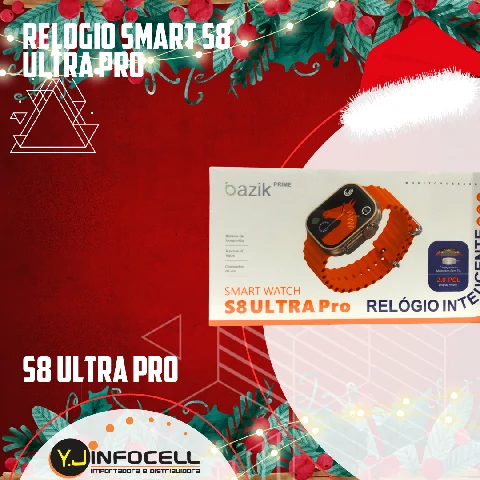 RELOGIO SMART S8
ULTRA PRO
bazik PRIME
SMART WATCH
S8 ULTRA Pro
RELÓGIO INTELIGENTE
S8 ULTRA PRO
Y.J INFOCELL
importadora e distribuidora